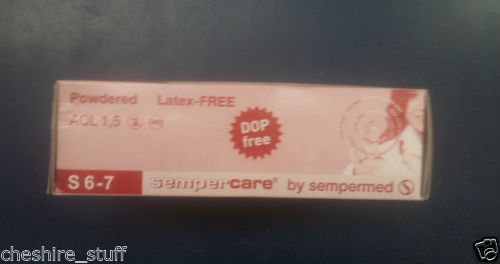 Powdered Latex-FREE
AQL 1,5
DOP
free
S 6-7 sempercare® by sempermed
cheshire_stuff